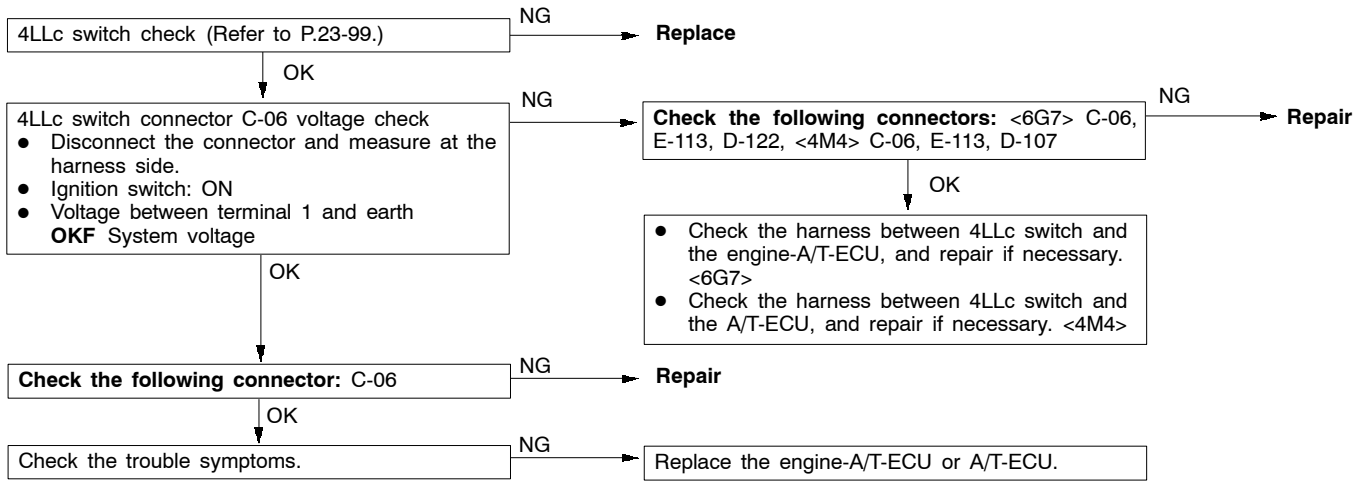 4LLc switch check (Refer to P.23-99.)
NG
Replace
OK
4LLc switch connector C-06 voltage check
● Disconnect the connector and measure at the
harness side.
● Ignition switch: ON
● Voltage between terminal 1 and earth
OKF System voltage
NG
Check the following connectors: <6G7> C-06,
E-113, D-122, <4M4> C-06, E-113, D-107
NG
Repair
OK
● Check the harness between 4LLc switch and
the engine-A/T-ECU, and repair if necessary.
<6G7>
● Check the harness between 4LLc switch and
the A/T-ECU, and repair if necessary. <4M4>
OK
Check the following connector: C-06
NG
Repair
OK
Check the trouble symptoms.
NG
Replace the engine-A/T-ECU or A/T-ECU.